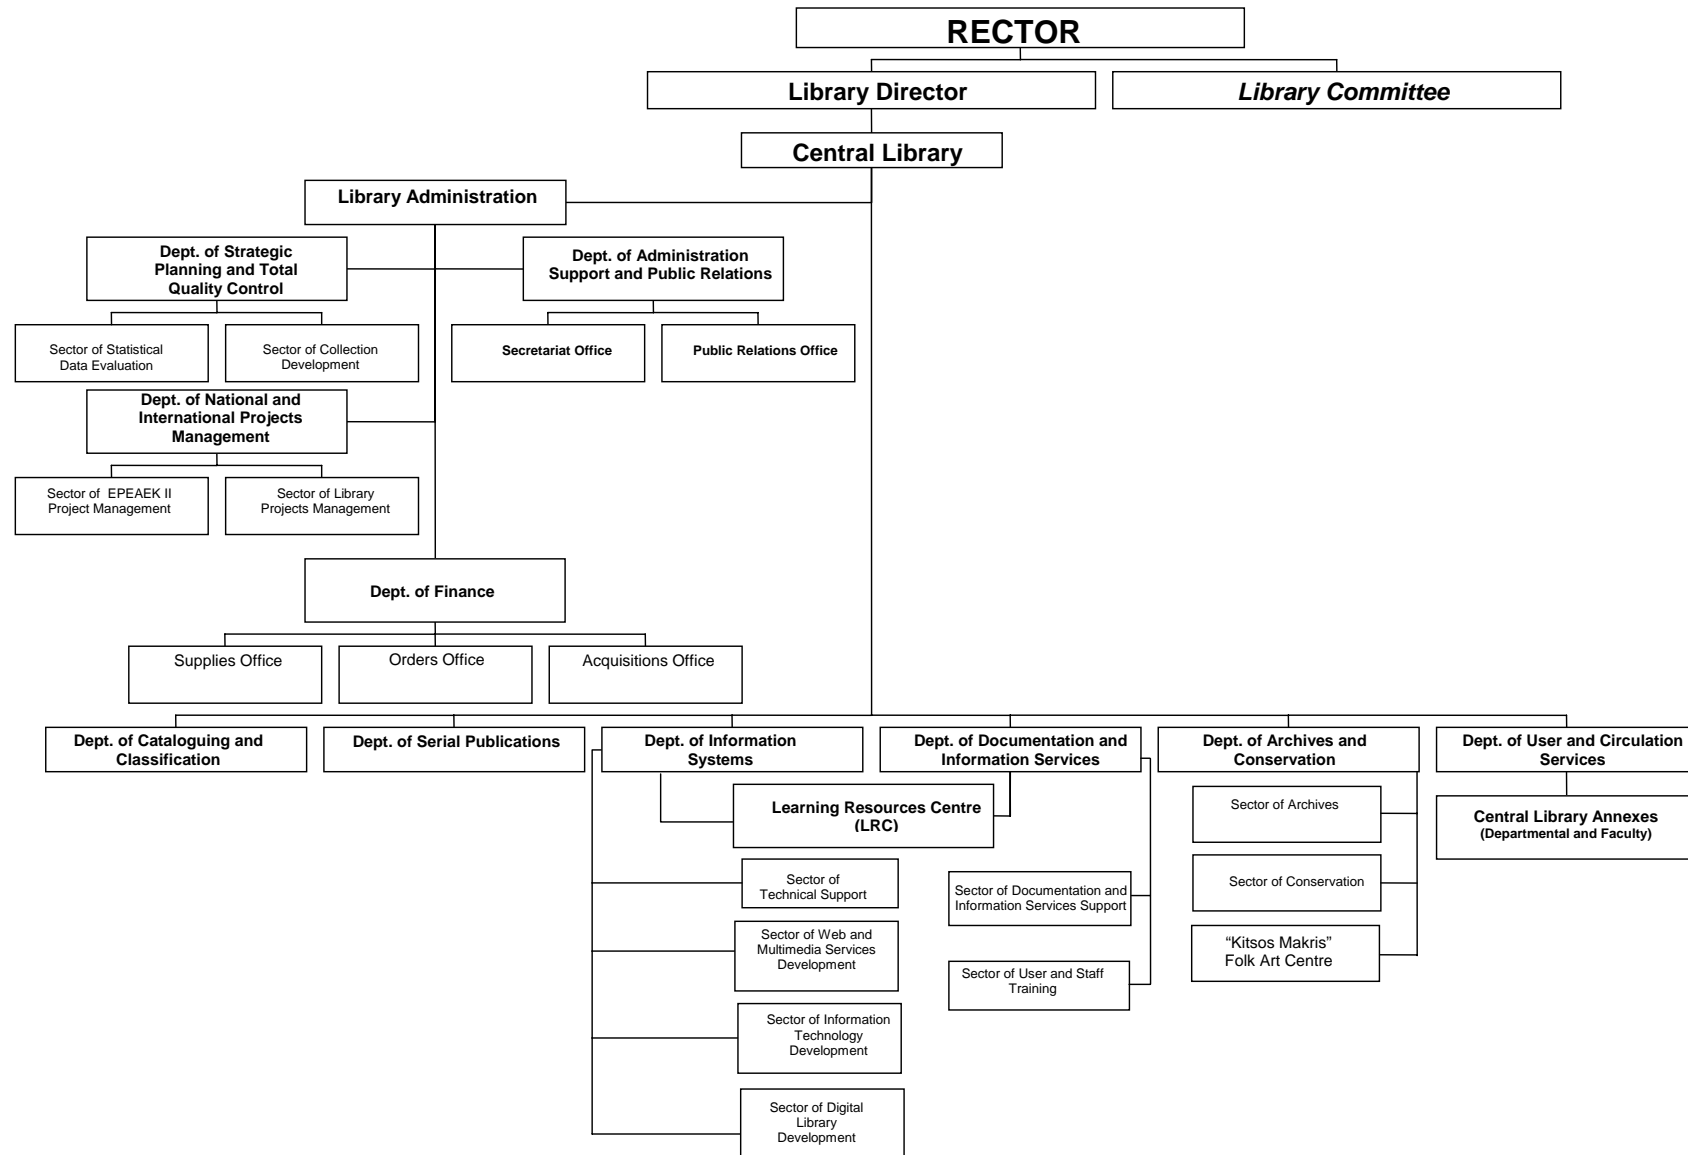 RECTOR
Library Director
Library Committee
Central Library
Library Administration
Dept. of Strategic
Planning and Total
Quality Control
Dept. of Administration
Support and Public Relations
Sector of Statistical
Data Evaluation
Sector of Collection
Development
Secretariat Office
Public Relations Office
Dept. of National and
International Projects
Management
Sector of EPEAEK II
Project Management
Sector of Library
Projects Management
Dept. of Finance
Supplies Office
Orders Office
Acquisitions Office
Dept. of Cataloguing and
Classification
Dept. of Serial Publications
Dept. of Information
Systems
Dept. of Documentation and
Information Services
Dept. of Archives and
Conservation
Dept. of User and Circulation
Services
Learning Resources Centre
(LRC)
Sector of Archives
Central Library Annexes
(Departmental and Faculty)
Sector of
Technical Support
Sector of Documentation and
Information Services Support
Sector of Conservation
Sector of Web and
Multimedia Services
Development
Sector of User and Staff
Training
“Kitsos Makris”
Folk Art Centre
Sector of Information
Technology
Development
Sector of Digital
Library
Development